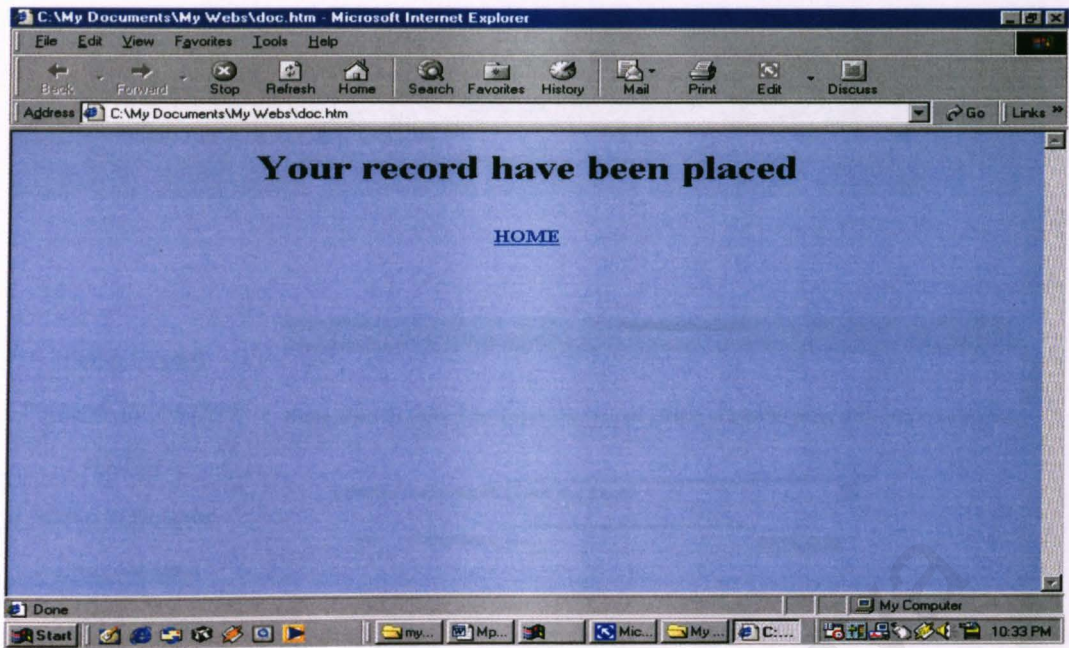 C:\My Documents\My Webs\doc.htm - Microsoft Internet Explorer
File Edit View Favorites Tools Help
Back Forward Stop Refresh Home Search Favorites History Mail Print Edit Discuss
Address C:\My Documents\My Webs\doc.htm Go Links »
Your record have been placed
HOME
Done My Computer
Start my... Mp... Mic... My ... C:... 10:33 PM